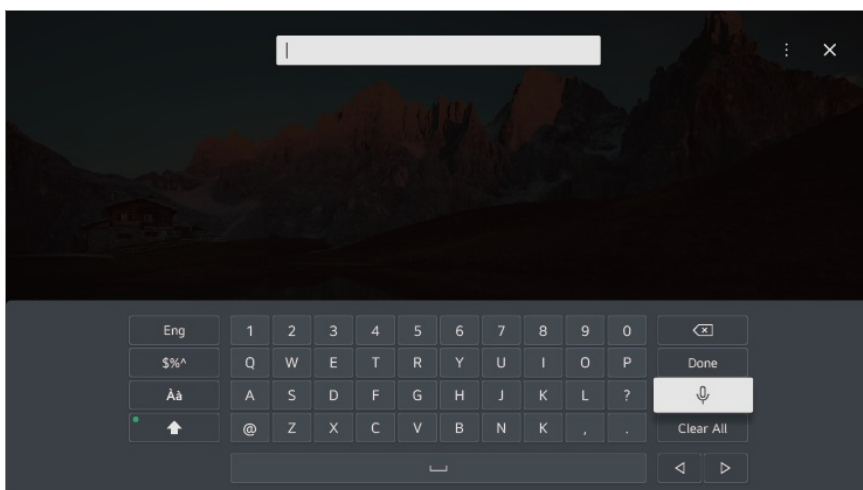 Eng 1 2 3 4 5 6 7 8 9 0
$%^ Q W E T R Y U I O P Done
Àà A S D F G H J K L ?
@ Z X C V B N K , . Clear All